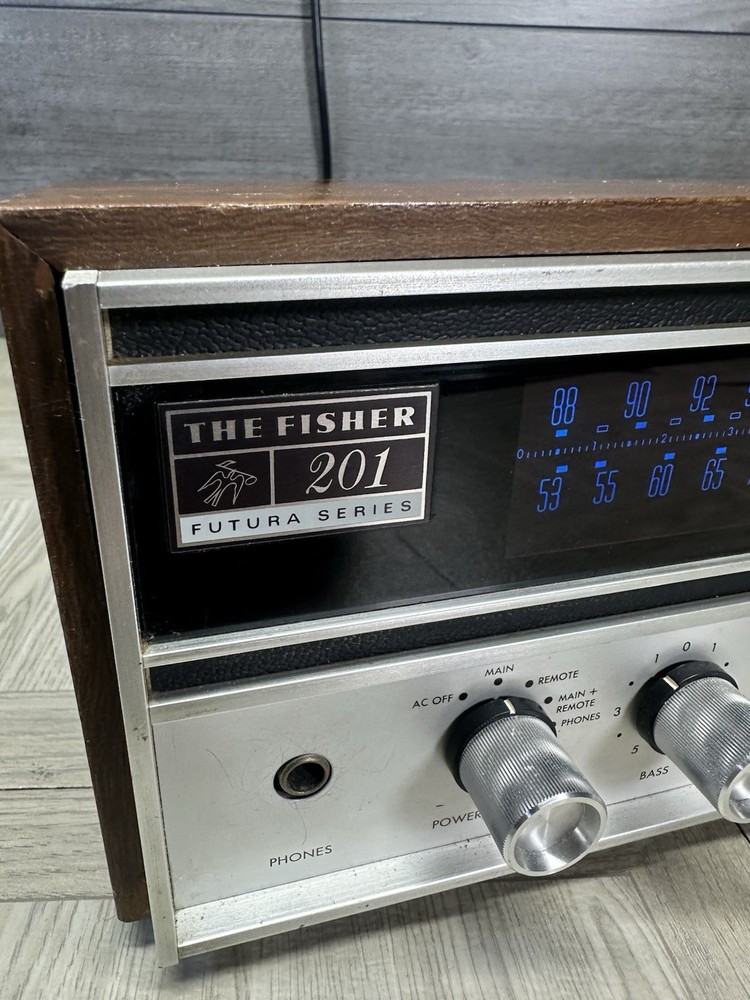 THE FISHER
201
FUTURA SERIES
88 90 92
0 1 2 3
53 55 60 65
MAIN
AC OFF
REMOTE
MAIN +
REMOTE
PHONES
POWER
PHONES
1 0 1
3
5
BASS